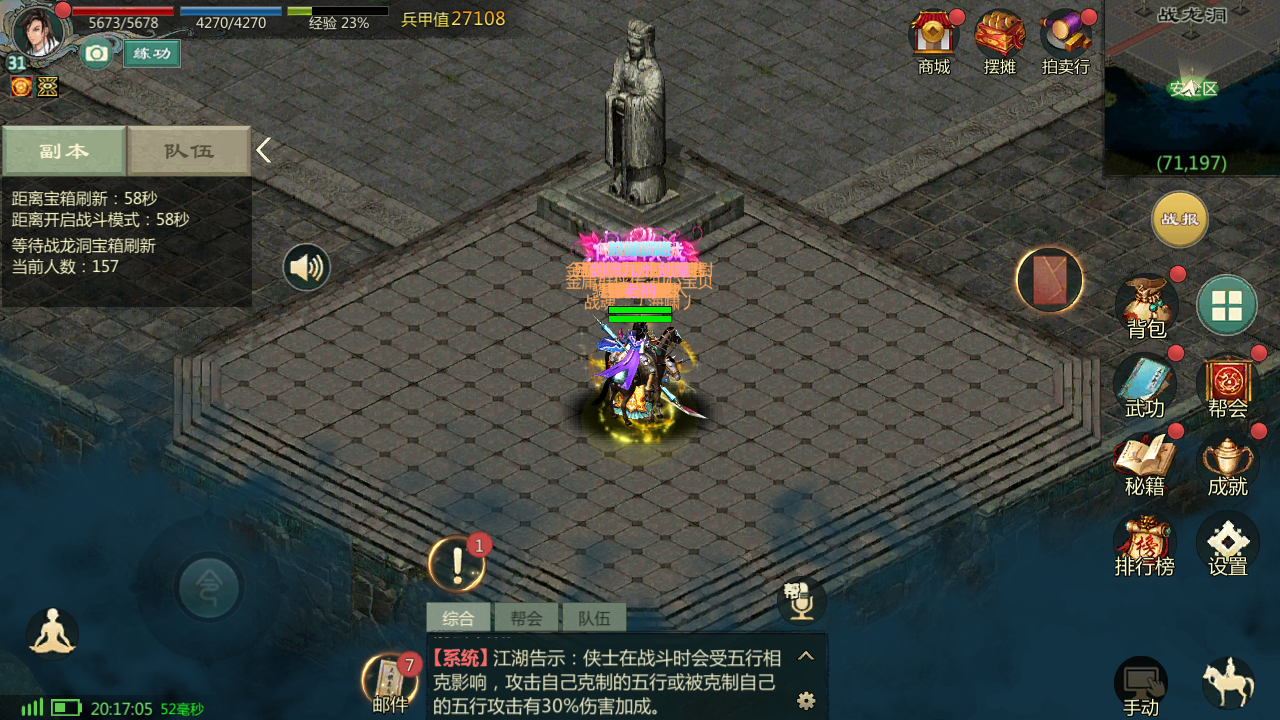 5673/5678
4270/4270
经验 23%
兵甲值27108
31
练功
商城
摆摊
拍卖行
战龙洞
安全区
(71,197)
副本
队伍
距离宝箱刷新：58秒
距离开启战斗模式：58秒
等待战龙洞宝箱刷新
当前人数：157
战报
背包
武功
帮会
秘籍
成就
排行榜
设置
1
综合
帮会
队伍
帮
7
邮件
【系统】江湖告示：侠士在战斗时会受五行相
克影响，攻击自己克制的五行或被克制自己
的五行攻击有30%伤害加成。
手动
20:17:05
52毫秒